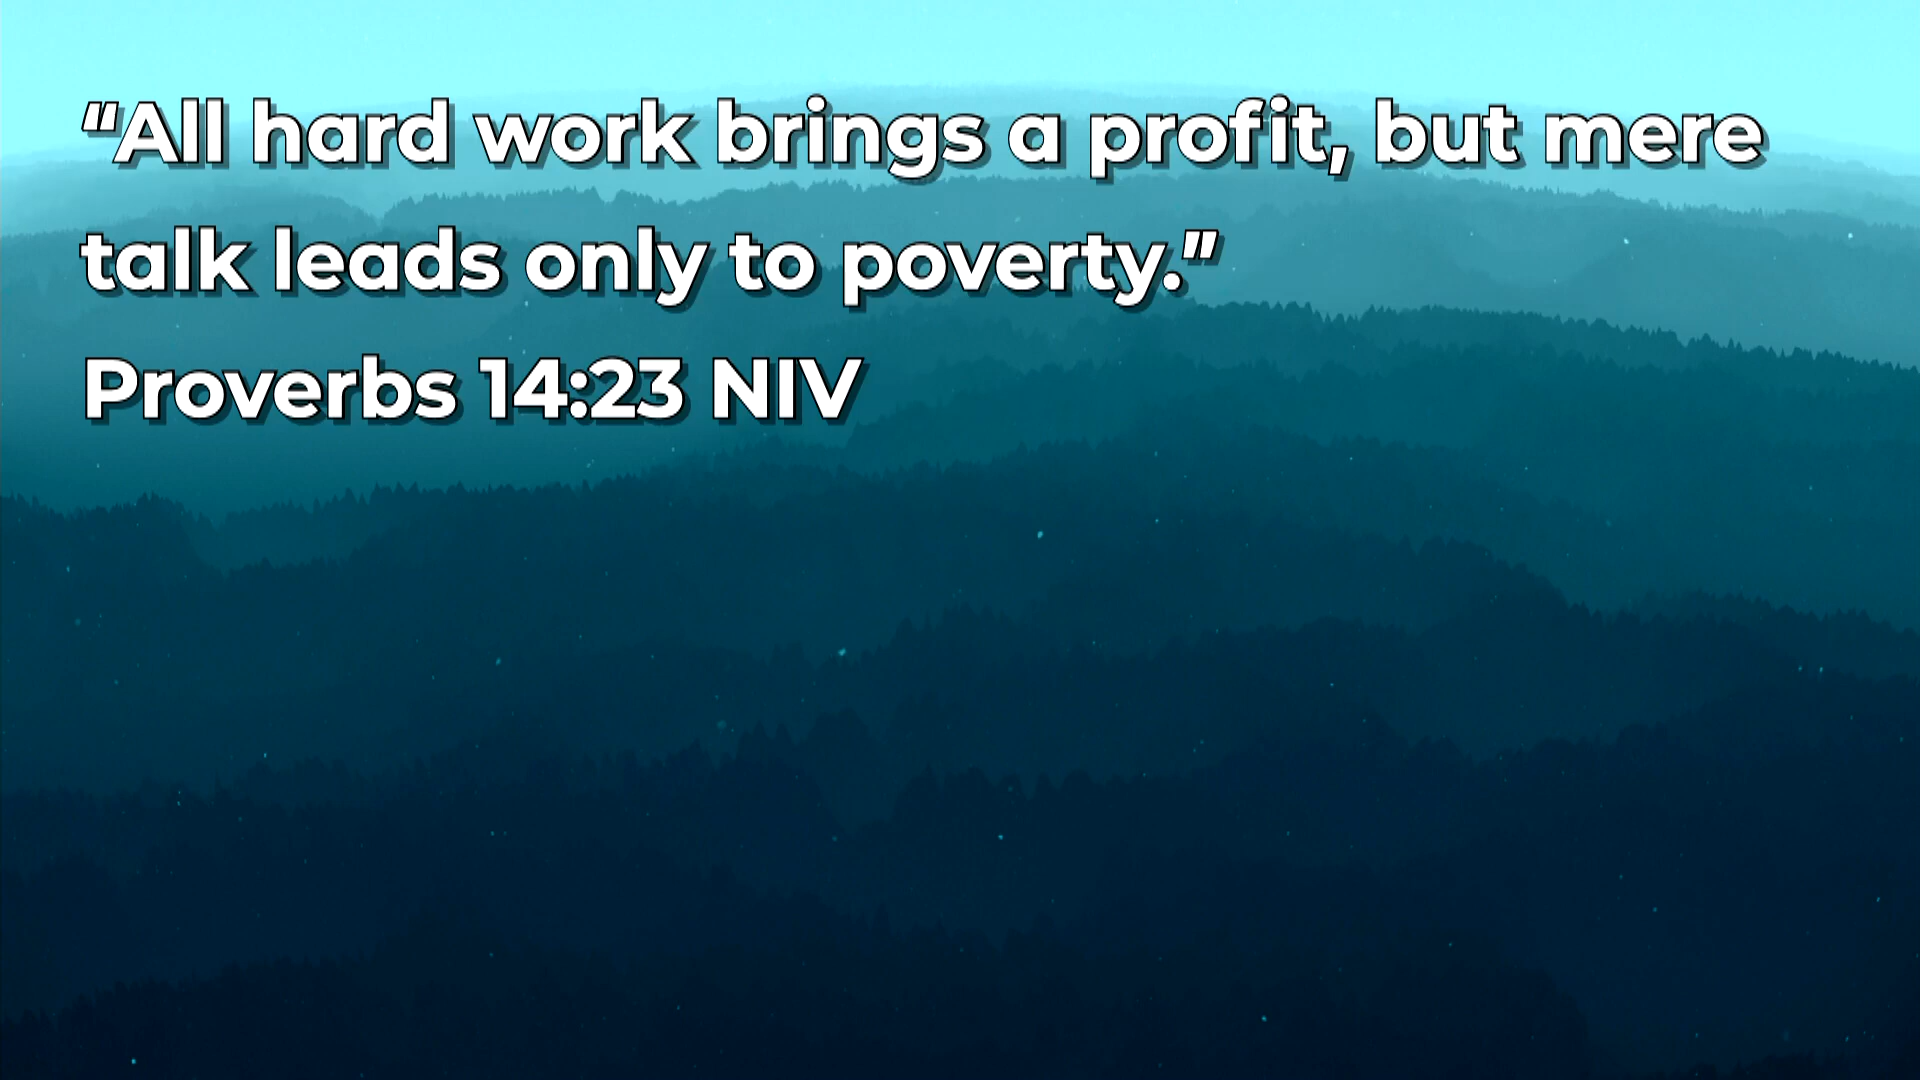 “All hard work brings a profit, but mere
talk leads only to poverty.”
Proverbs 14:23 NIV